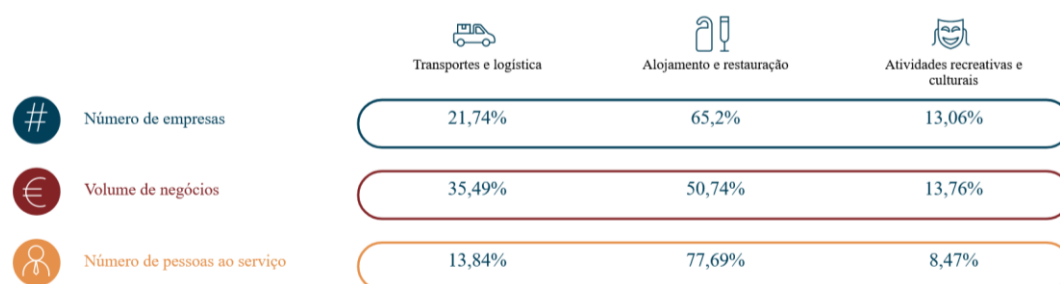 Transportes e logística
Alojamento e restauração
Atividades recreativas e
culturais
# Número de empresas 21,74% 65,2% 13,06%
€ Volume de negócios 35,49% 50,74% 13,76%
Número de pessoas ao serviço 13,84% 77,69% 8,47%